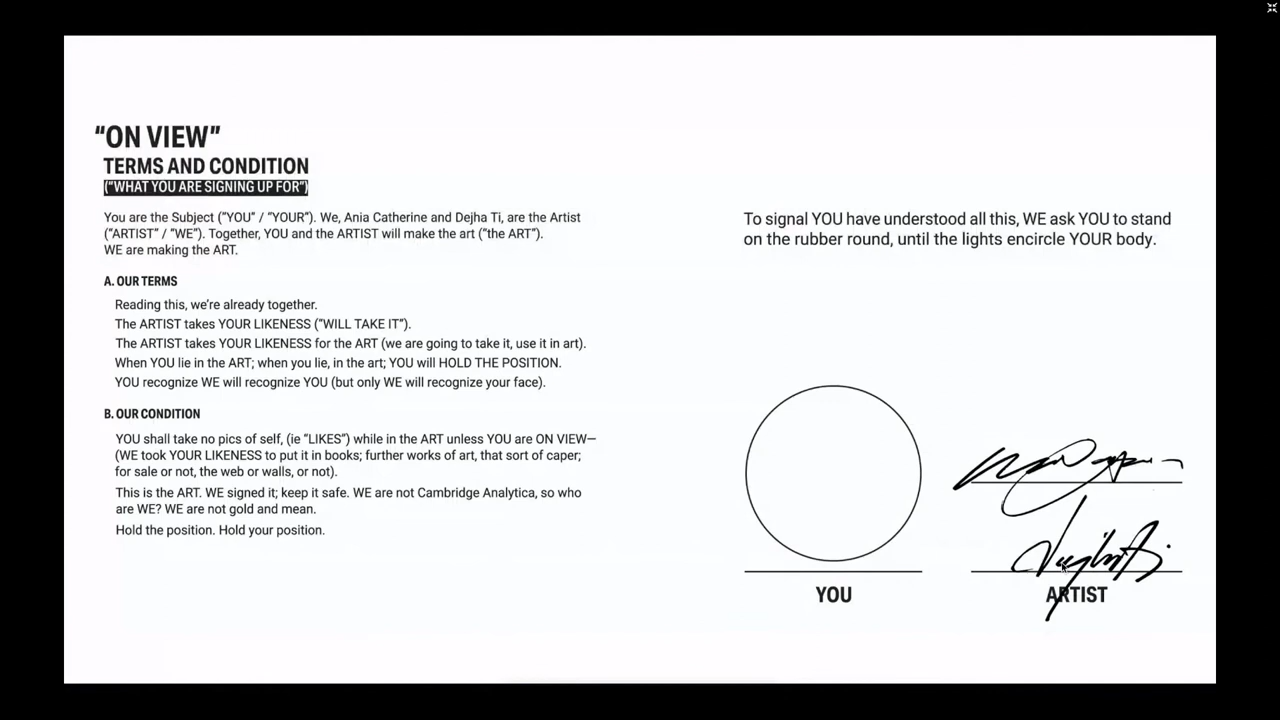 “ON VIEW”
TERMS AND CONDITION
(“WHAT YOU ARE SIGNING UP FOR”)
You are the Subject (“YOU” / “YOUR”). We, Ania Catherine and Dejha Ti, are the Artist
(“ARTIST” / “WE”). Together, YOU and the ARTIST will make the art (“the ART”).
WE are making the ART.
A. OUR TERMS
Reading this, we’re already together.
The ARTIST takes YOUR LIKENESS (“WILL TAKE IT”).
The ARTIST takes YOUR LIKENESS for the ART (we are going to take it, use it in art).
When YOU lie in the ART; when you lie, in the art; YOU will HOLD THE POSITION.
YOU recognize WE will recognize YOU (but only WE will recognize your face).
B. OUR CONDITION
YOU shall take no pics of self, (ie “LIKES”) while in the ART unless YOU are ON VIEW—
(WE took YOUR LIKENESS to put it in books; further works of art, that sort of caper;
for sale or not, the web or walls, or not).
This is the ART. WE signed it; keep it safe. WE are not Cambridge Analytica, so who
are WE? WE are not gold and mean.
Hold the position. Hold your position.
To signal YOU have understood all this, WE ask YOU to stand
on the rubber round, until the lights encircle YOUR body.
YOU
ARTIST